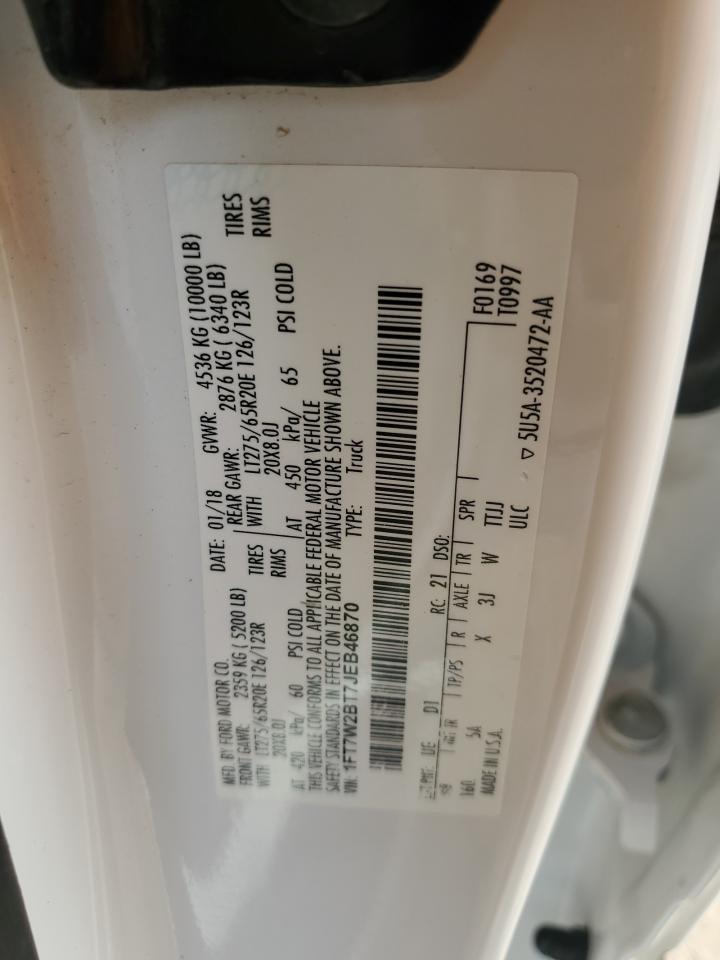 MFD. BY FORD MOTOR CO. DATE: 01/18 GVWR: 4536 KG (10000 LB)
FRONT GAWR: 2359 KG ( 5200 LB) REAR GAWR: 2876 KG ( 6340 LB)
WITH LT275/65R20E 126/123R TIRES WITH LT275/65R20E 126/123R TIRES
20X8.0J RIMS 20X8.0J RIMS
AT 420 kPa/ 60 PSI COLD AT 450 kPa/ 65 PSI COLD
THIS VEHICLE CONFORMS TO ALL APPLICABLE FEDERAL MOTOR VEHICLE
SAFETY STANDARDS IN EFFECT ON THE DATE OF MANUFACTURE SHOWN ABOVE.
VIN: 1FT7W2BT7JEB46870 TYPE: Truck
F0169
T0997
UE D1 RC: 21 DSO:
TR TP/PS R AXLE TR SPR
160 5A X 3J W TTJJ
MADE IN U.S.A. ULC
▽ 5U5A-3520472-AA